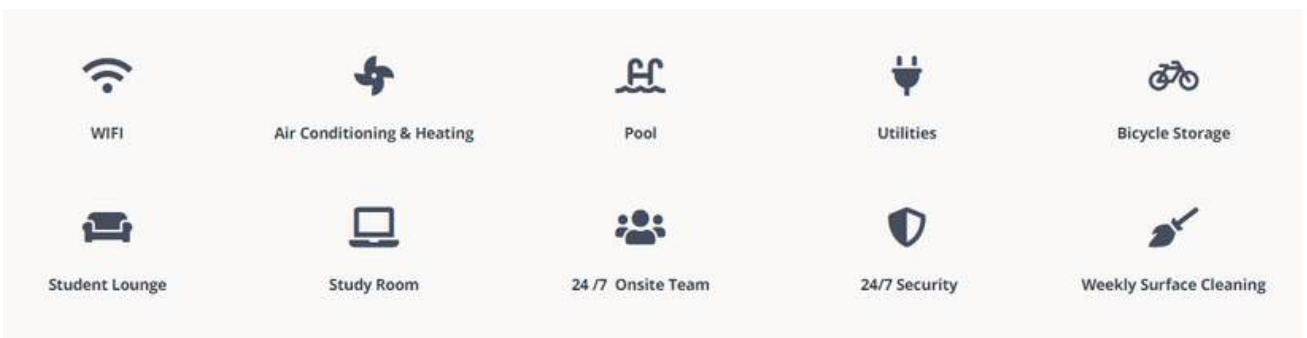 WIFI
Air Conditioning & Heating
Pool
Utilities
Bicycle Storage
Student Lounge
Study Room
24 /7 Onsite Team
24/7 Security
Weekly Surface Cleaning